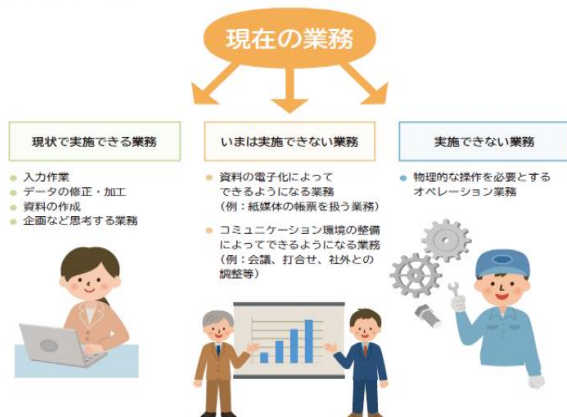 現在の業務
現状で実施できる業務
入力作業
データの修正・加工
資料の作成
企画など思考する業務
いまは実施できない業務
資料の電子化によって
できるようになる業務
（例：紙媒体の帳票を扱う業務）
コミュニケーション環境の整備
によってできるようになる業務
（例：会議、打合せ、社外との
調整等）
実施できない業務
物理的な操作を必要とする
オペレーション業務